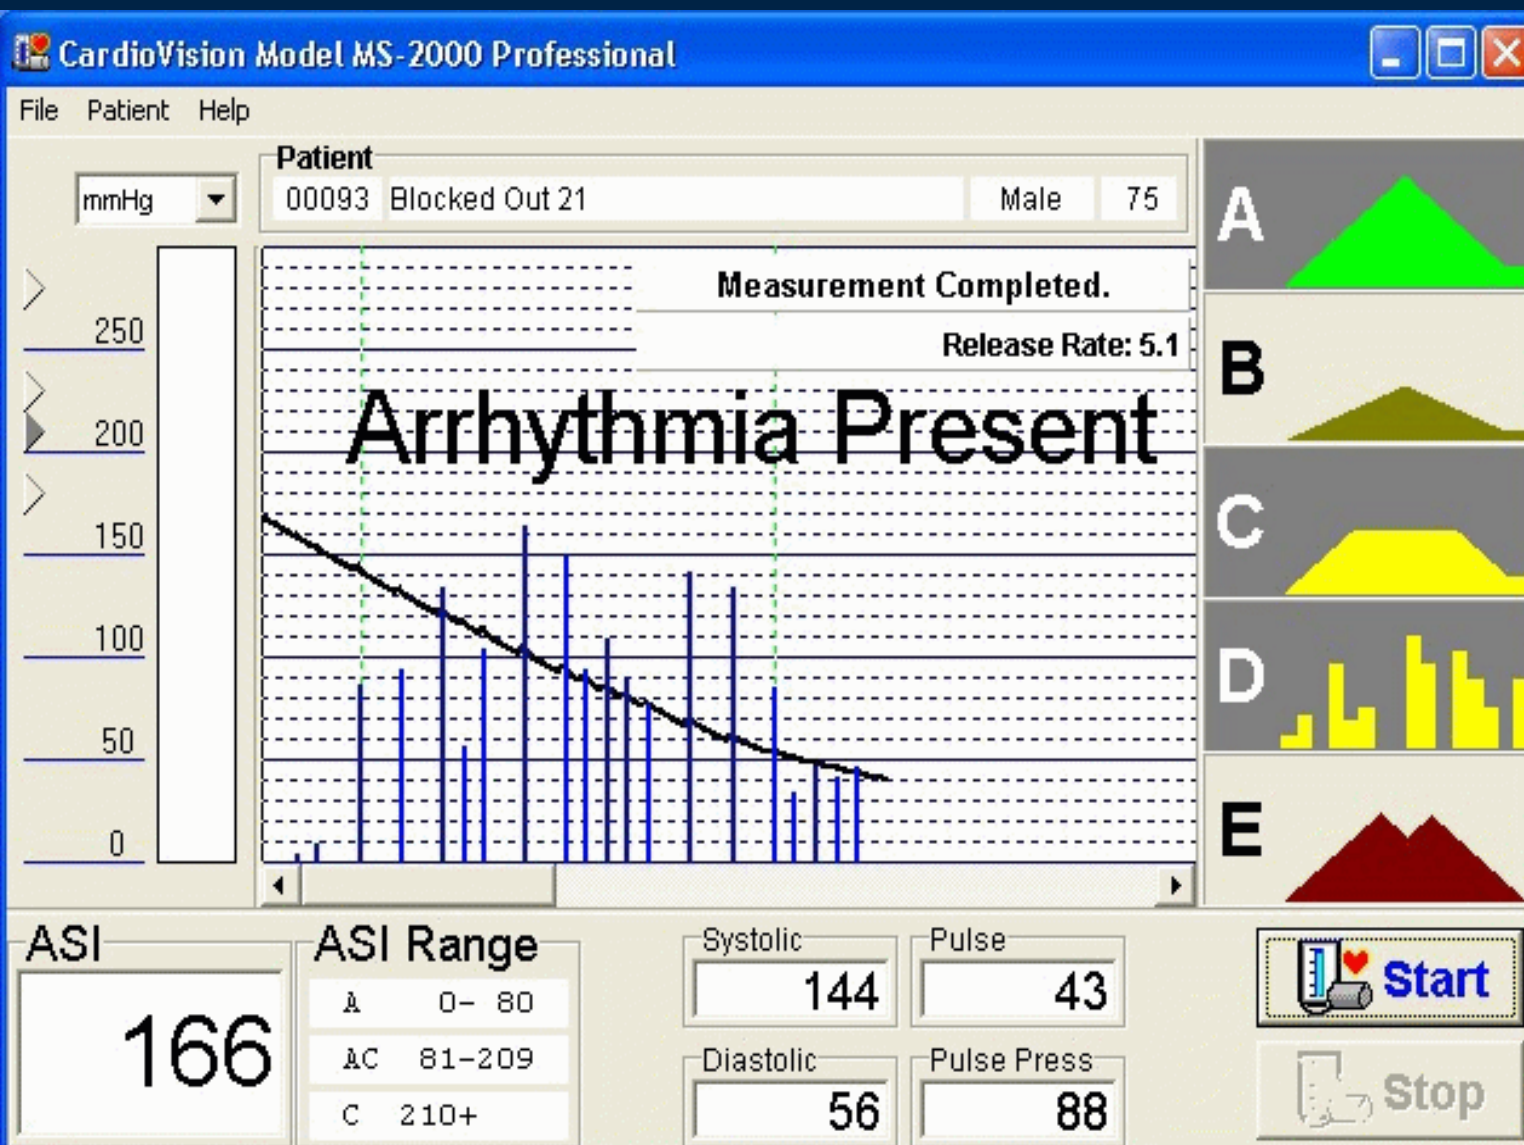 CardioVision Model MS-2000 Professional
File Patient Help
mmHg
Patient
00093 Blocked Out 21 Male 75
250
200
150
100
50
0
Measurement Completed.
Release Rate: 5.1
Arrhythmia Present
A
B
C
D
E
ASI
166
ASI Range
A 0- 80
AC 81-209
C 210+
Systolic
144
Pulse
43
Diastolic
56
Pulse Press
88
Start
Stop